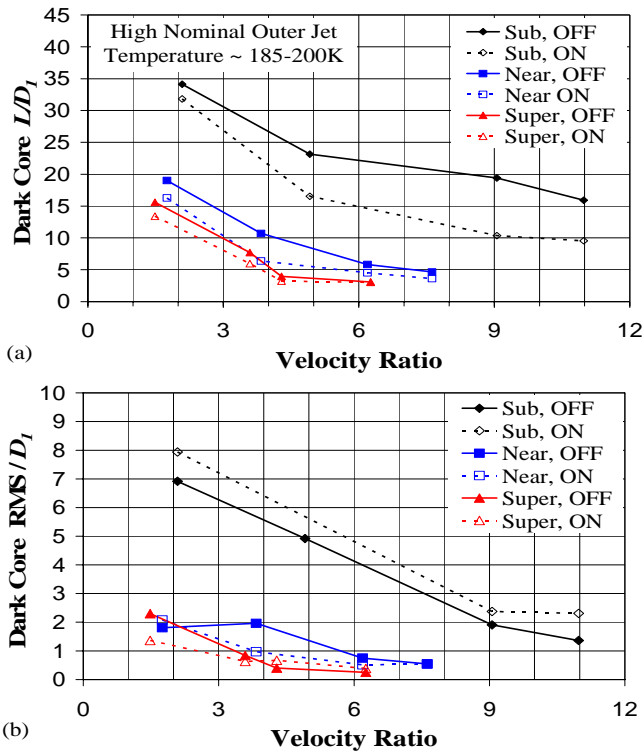 45
40
35
30
25
20
15
10
5
0
High Nominal Outer Jet
Temperature ~ 185-200K
Sub, OFF
Sub, ON
Near, OFF
Near ON
Super, OFF
Super, ON
Dark Core L/D1
0 3 6 9 12
Velocity Ratio
(a)
10
9
8
7
6
5
4
3
2
1
0
Sub, OFF
Sub, ON
Near, OFF
Near, ON
Super, OFF
Super, ON
Dark Core RMS/D1
0 3 6 9 12
Velocity Ratio
(b)